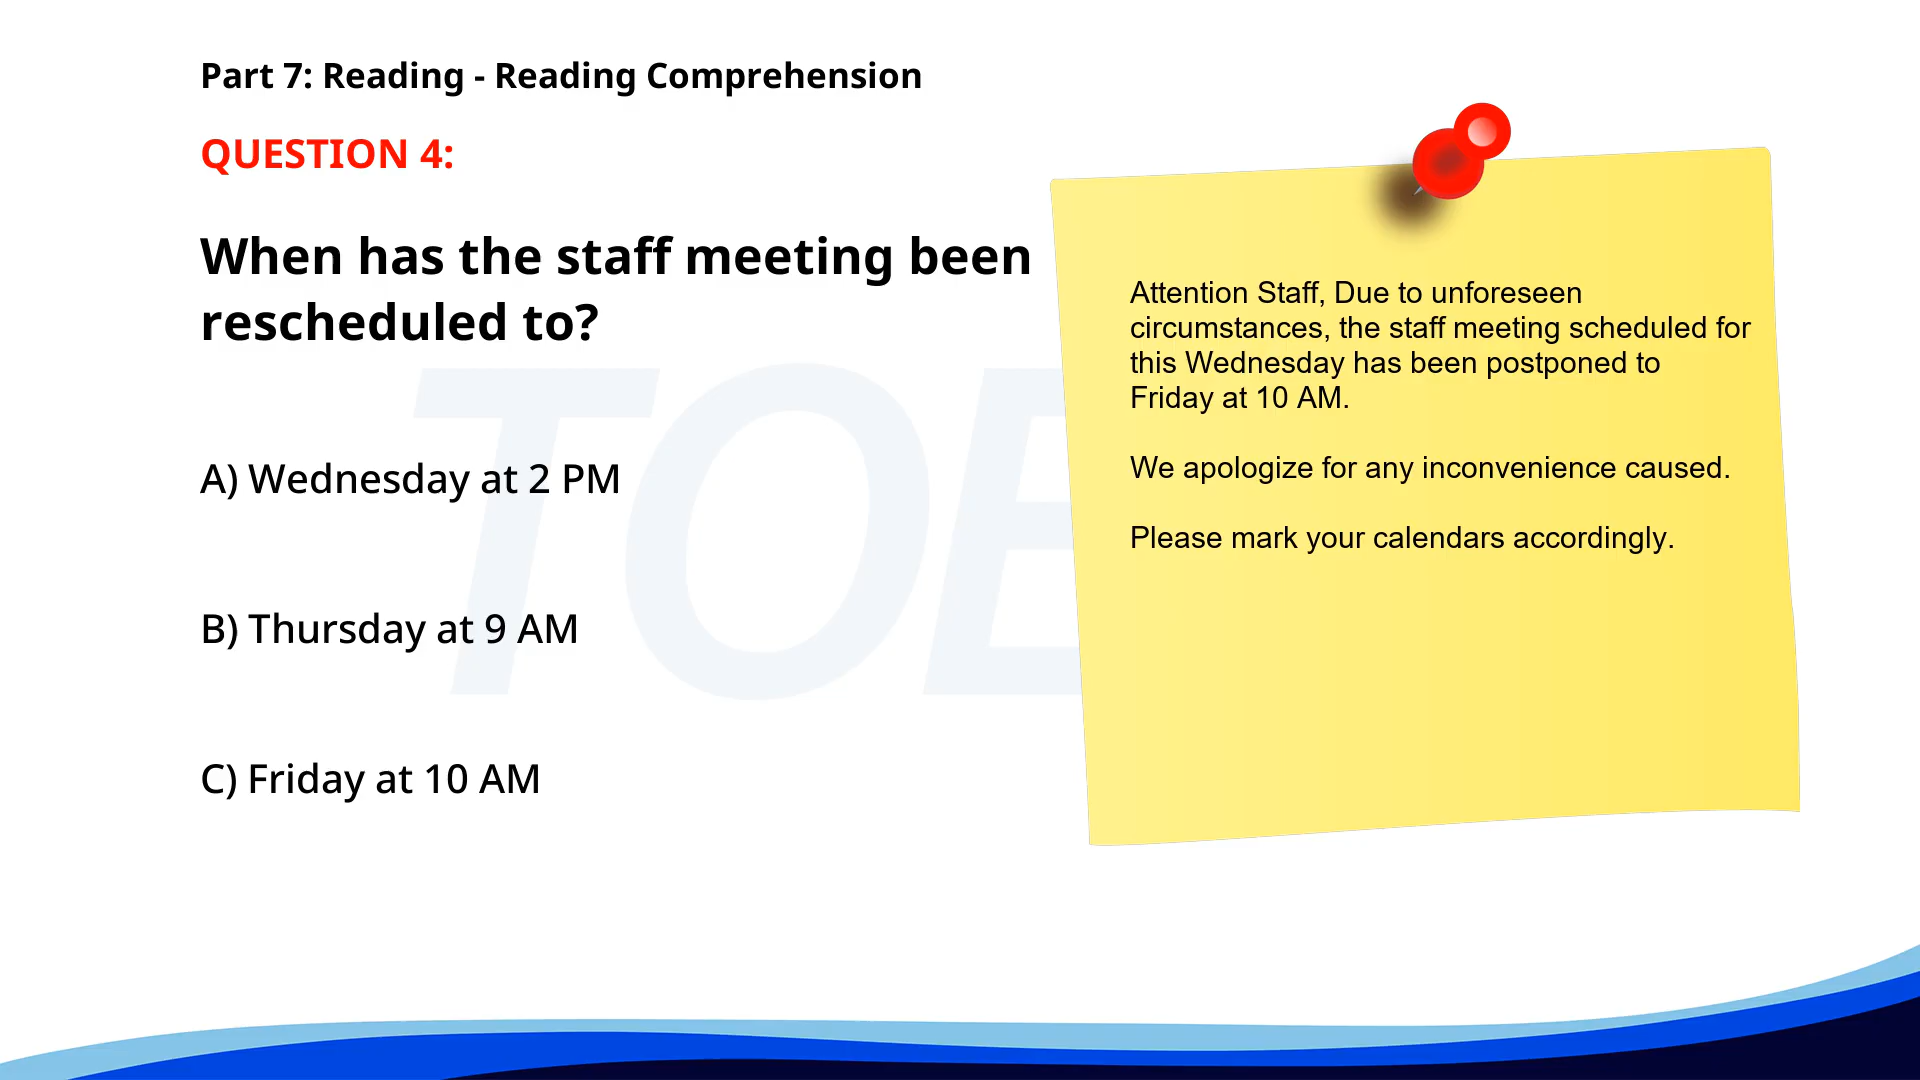 Part 7: Reading - Reading Comprehension
QUESTION 4:
When has the staff meeting been
rescheduled to?
A) Wednesday at 2 PM
B) Thursday at 9 AM
C) Friday at 10 AM
Attention Staff, Due to unforeseen
circumstances, the staff meeting scheduled for
this Wednesday has been postponed to
Friday at 10 AM.
We apologize for any inconvenience caused.
Please mark your calendars accordingly.